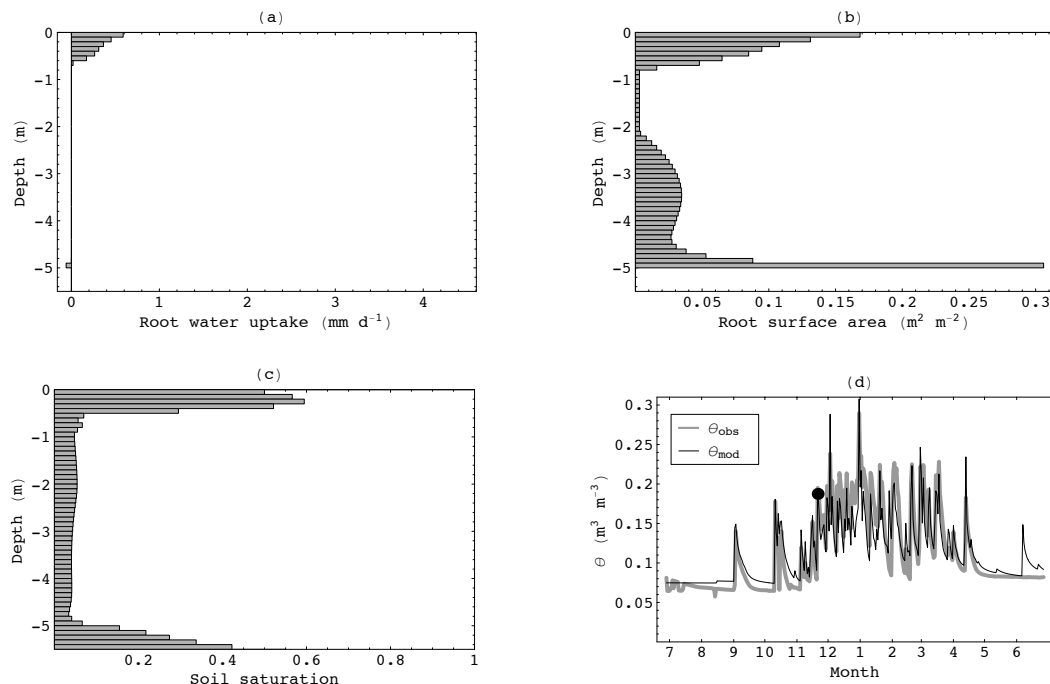 (a)
0
-1
-2
-3
-4
-5
Depth (m)
0 1 2 3 4
Root water uptake (mm d⁻¹)
(b)
0
-1
-2
-3
-4
-5
Depth (m)
0.05 0.1 0.15 0.2 0.25 0.3
Root surface area (m² m⁻²)
(c)
0
-1
-2
-3
-4
-5
Depth (m)
0.2 0.4 0.6 0.8 1
Soil saturation
(d)
0.3
0.25
0.2
0.15
0.1
0.05
θ (m³ m⁻³)
θobs
θmod
7 8 9 10 11 12 1 2 3 4 5 6
Month